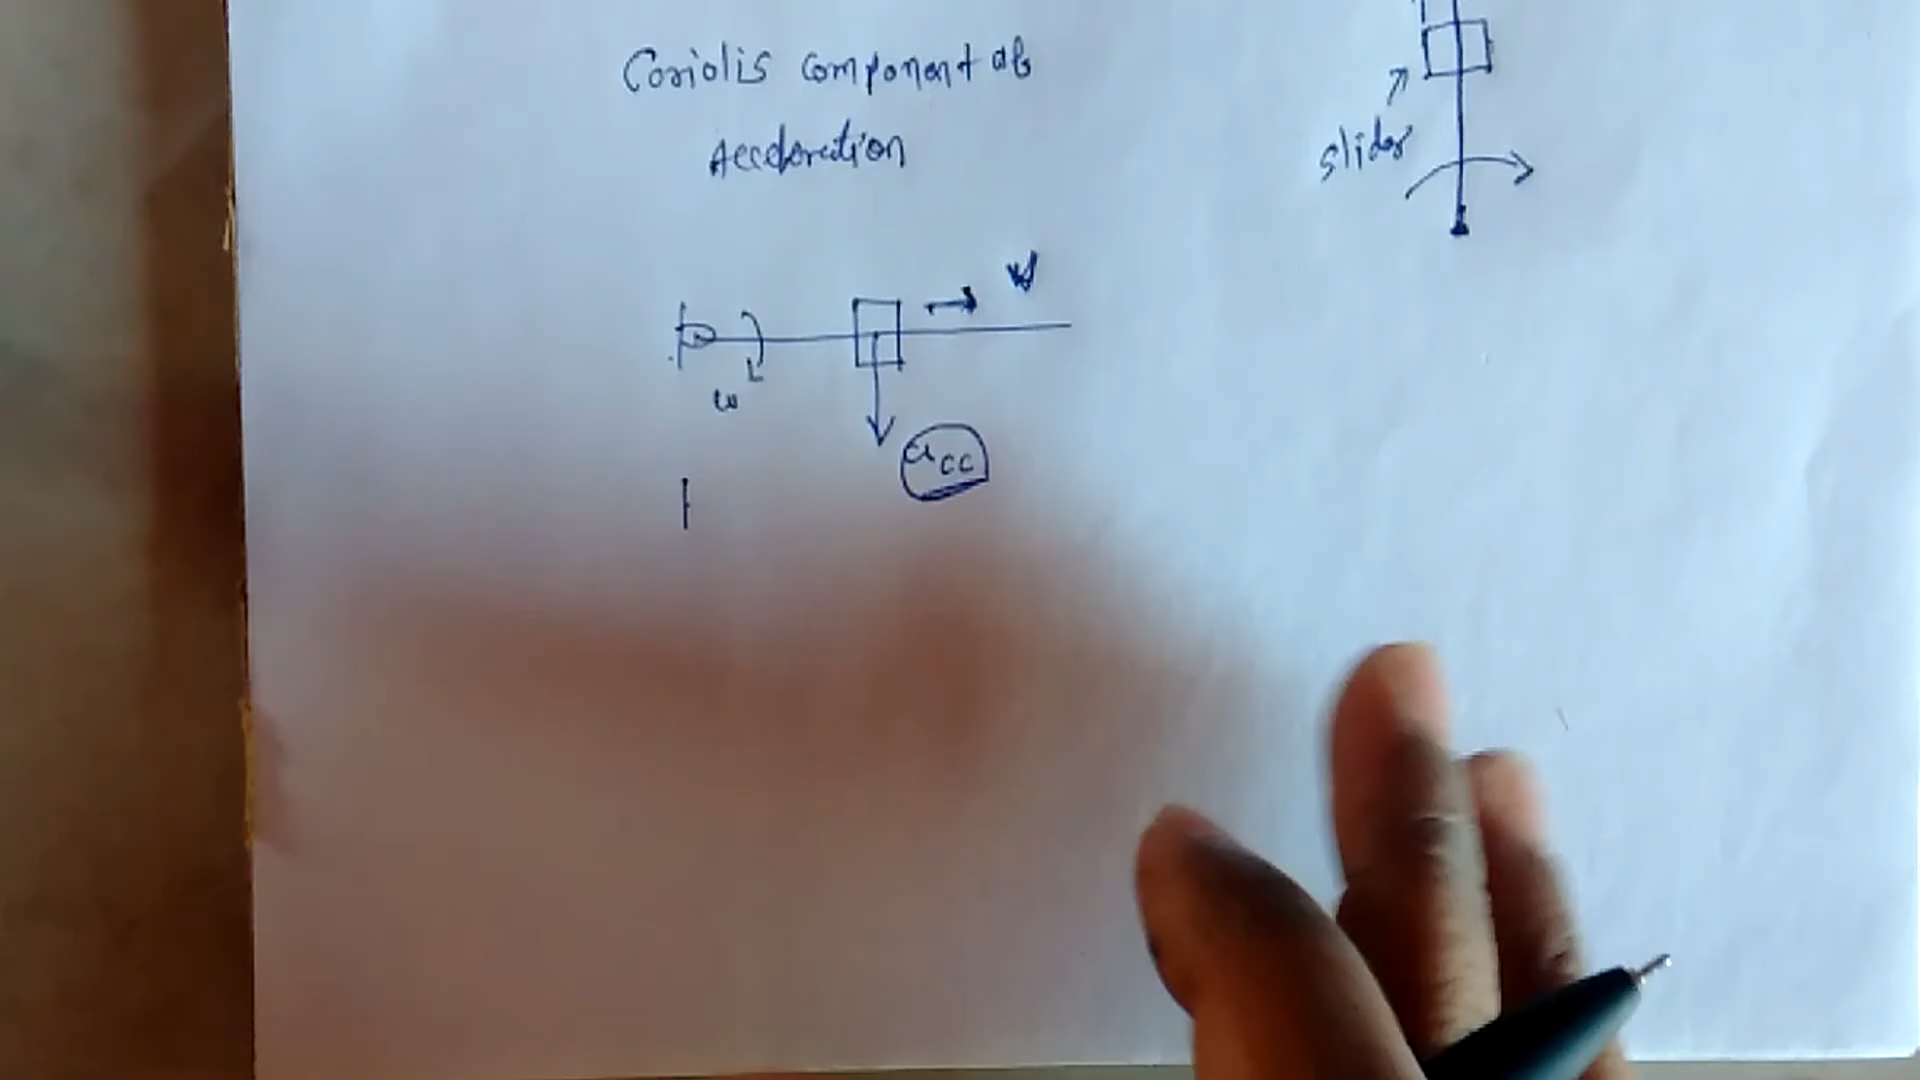 Coriolis component of
Acceleration
slider
V
ω
acc